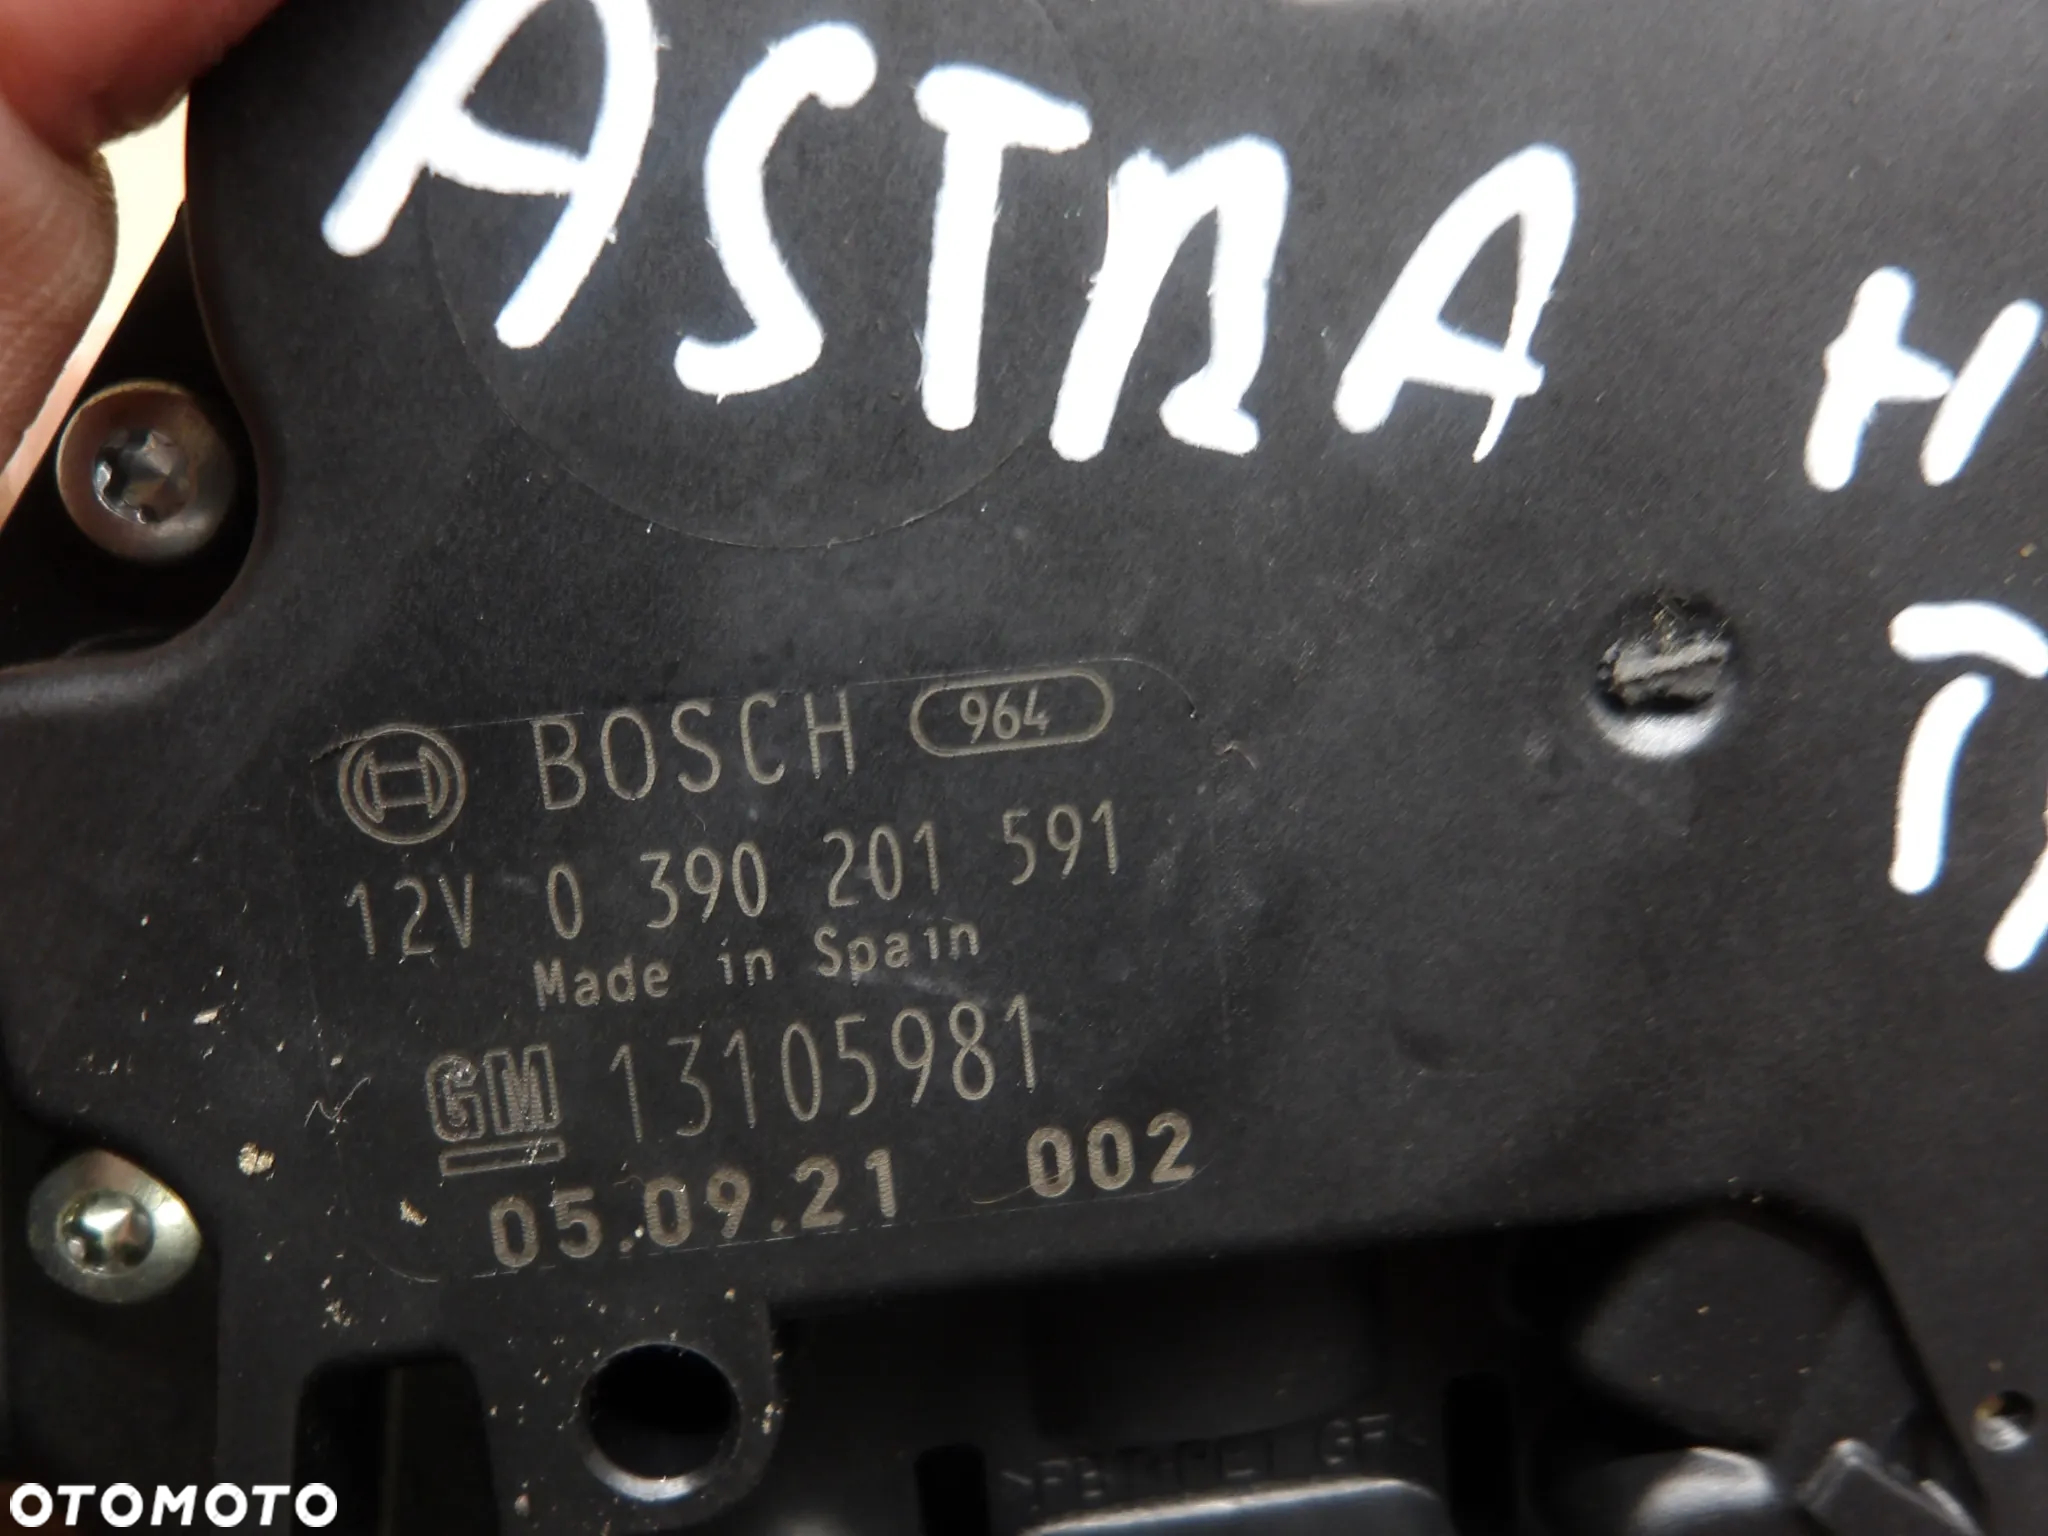 ASTRA H
BOSCH 964
12V 0 390 201 591
Made in Spain
GM 13105981
05.09.21 002
OTOMOTO